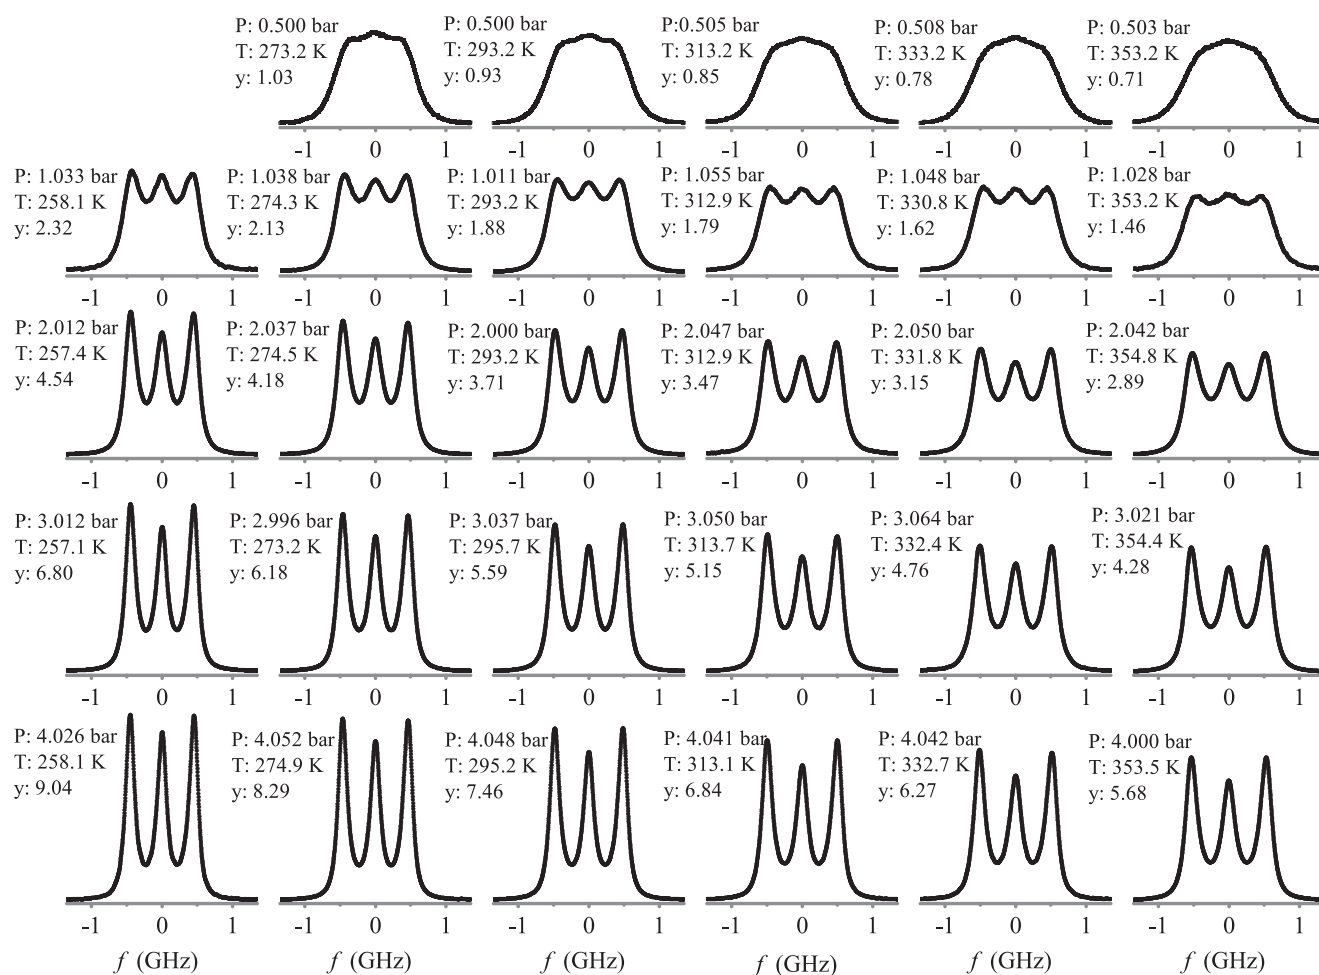 P: 0.500 bar
T: 273.2 K
y: 1.03
P: 0.500 bar
T: 293.2 K
y: 0.93
P:0.505 bar
T: 313.2 K
y: 0.85
P: 0.508 bar
T: 333.2 K
y: 0.78
P: 0.503 bar
T: 353.2 K
y: 0.71
-1 0 1
-1 0 1
-1 0 1
-1 0 1
-1 0 1
P: 1.033 bar
T: 258.1 K
y: 2.32
P: 1.038 bar
T: 274.3 K
y: 2.13
P: 1.011 bar
T: 293.2 K
y: 1.88
P: 1.055 bar
T: 312.9 K
y: 1.79
P: 1.048 bar
T: 330.8 K
y: 1.62
P: 1.028 bar
T: 353.2 K
y: 1.46
-1 0 1
-1 0 1
-1 0 1
-1 0 1
-1 0 1
-1 0 1
P: 2.012 bar
T: 257.4 K
y: 4.54
P: 2.037 bar
T: 274.5 K
y: 4.18
P: 2.000 bar
T: 293.2 K
y: 3.71
P: 2.047 bar
T: 312.9 K
y: 3.47
P: 2.050 bar
T: 331.8 K
y: 3.15
P: 2.042 bar
T: 354.8 K
y: 2.89
-1 0 1
-1 0 1
-1 0 1
-1 0 1
-1 0 1
-1 0 1
P: 3.012 bar
T: 257.1 K
y: 6.80
P: 2.996 bar
T: 273.2 K
y: 6.18
P: 3.037 bar
T: 295.7 K
y: 5.59
P: 3.050 bar
T: 313.7 K
y: 5.15
P: 3.064 bar
T: 332.4 K
y: 4.76
P: 3.021 bar
T: 354.4 K
y: 4.28
-1 0 1
-1 0 1
-1 0 1
-1 0 1
-1 0 1
-1 0 1
P: 4.026 bar
T: 258.1 K
y: 9.04
P: 4.052 bar
T: 274.9 K
y: 8.29
P: 4.048 bar
T: 295.2 K
y: 7.46
P: 4.041 bar
T: 313.1 K
y: 6.84
P: 4.042 bar
T: 332.7 K
y: 6.27
P: 4.000 bar
T: 353.5 K
y: 5.68
-1 0 1
-1 0 1
-1 0 1
-1 0 1
-1 0 1
-1 0 1
f (GHz)
f (GHz)
f (GHz)
f (GHz)
f (GHz)
f (GHz)